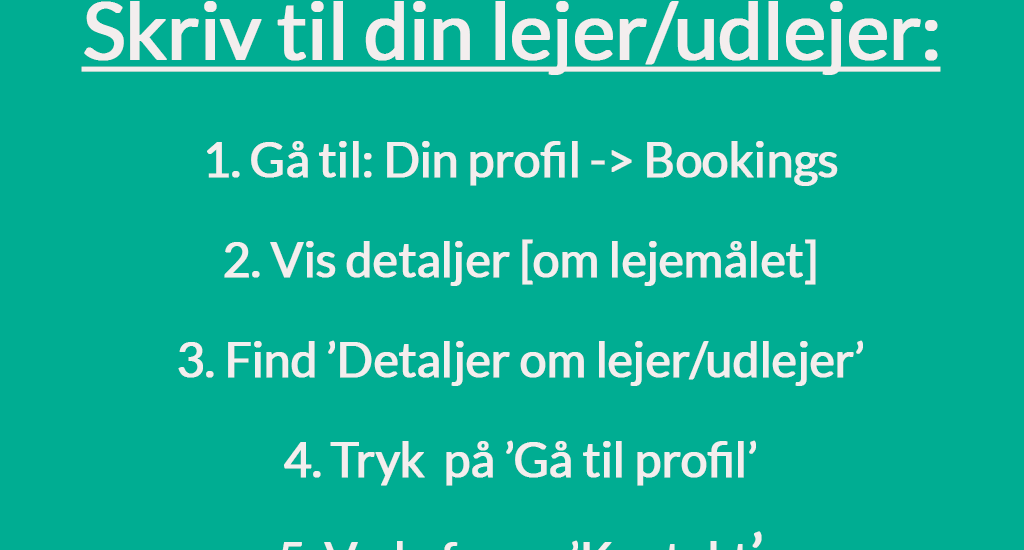 Skriv til din lejer/udlejer:
1. Gå til: Din profil -> Bookings
2. Vis detaljer [om lejemålet]
3. Find ’Detaljer om lejer/udlejer’
4. Tryk på ’Gå til profil’
5.